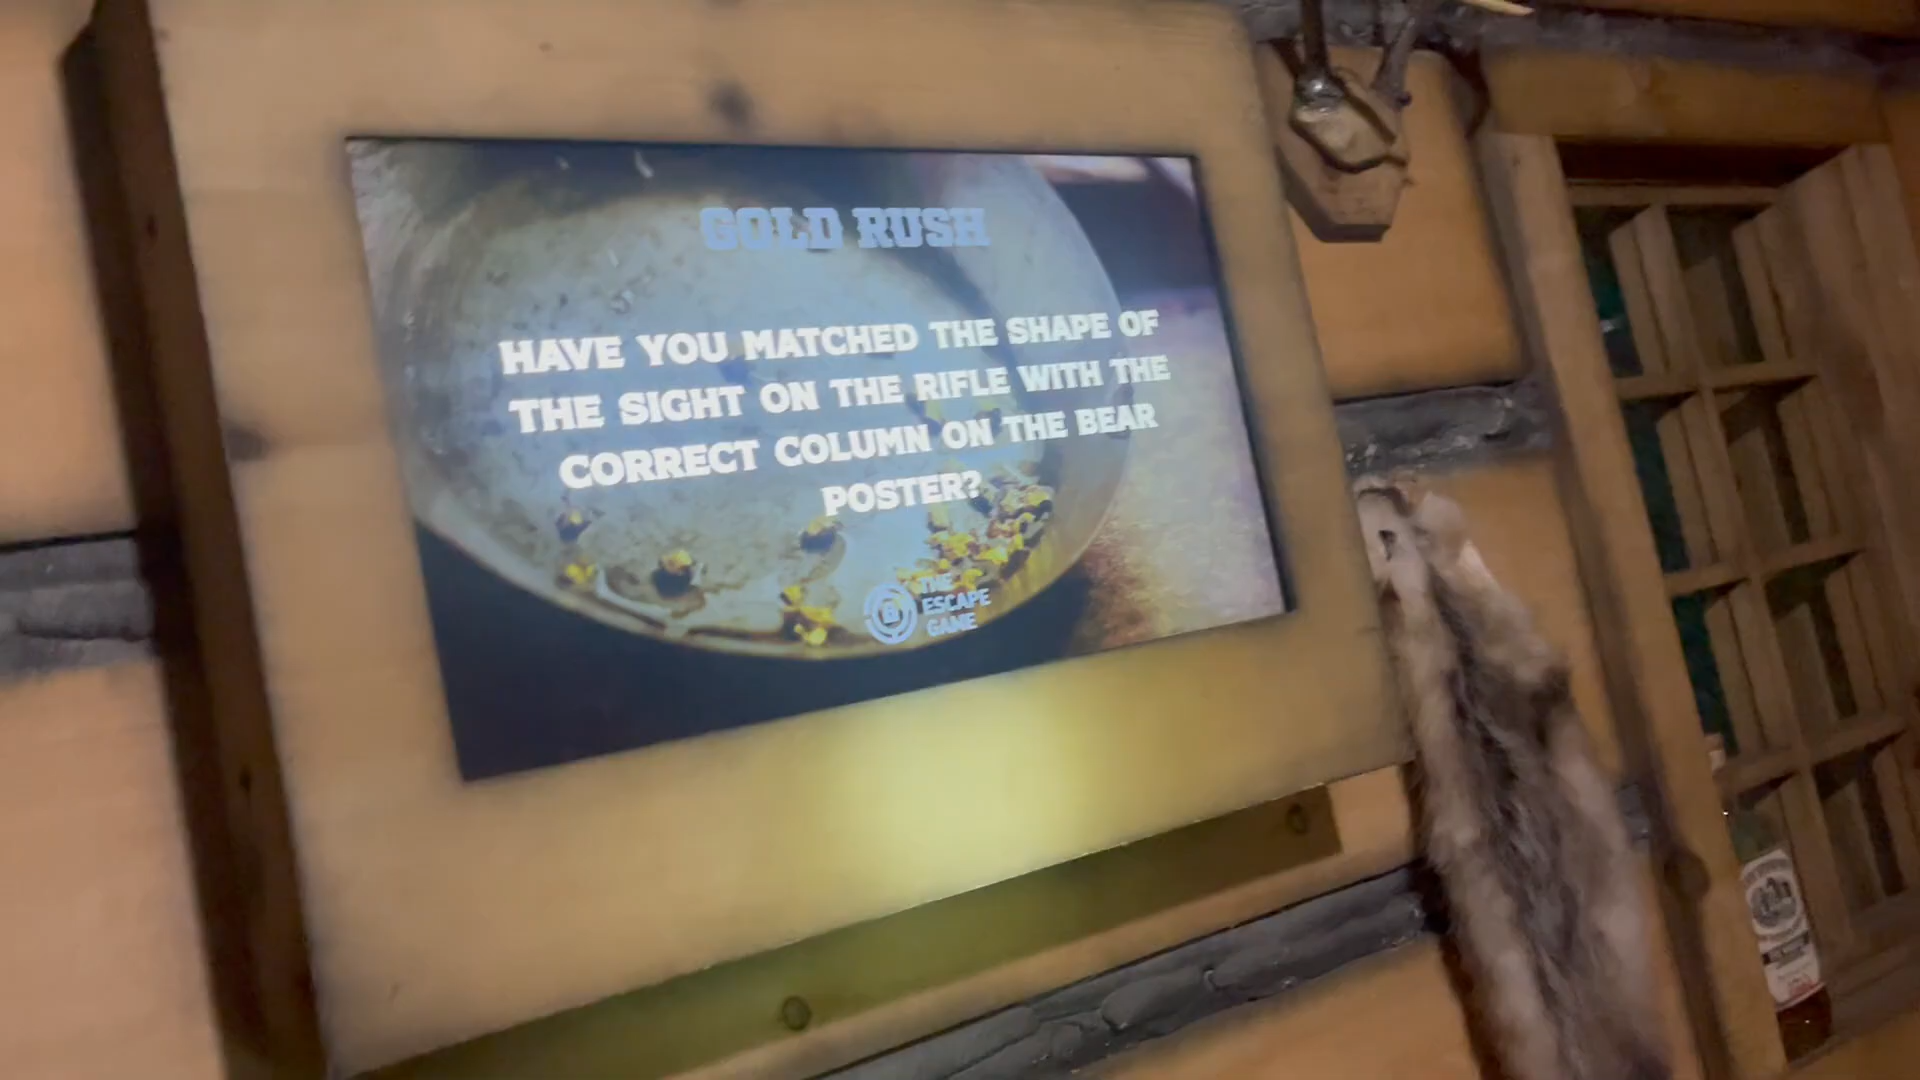 GOLD RUSH
HAVE YOU MATCHED THE SHAPE OF
THE SIGHT ON THE RIFLE WITH THE
CORRECT COLUMN ON THE BEAR
POSTER?
THE
ESCAPE
GAME